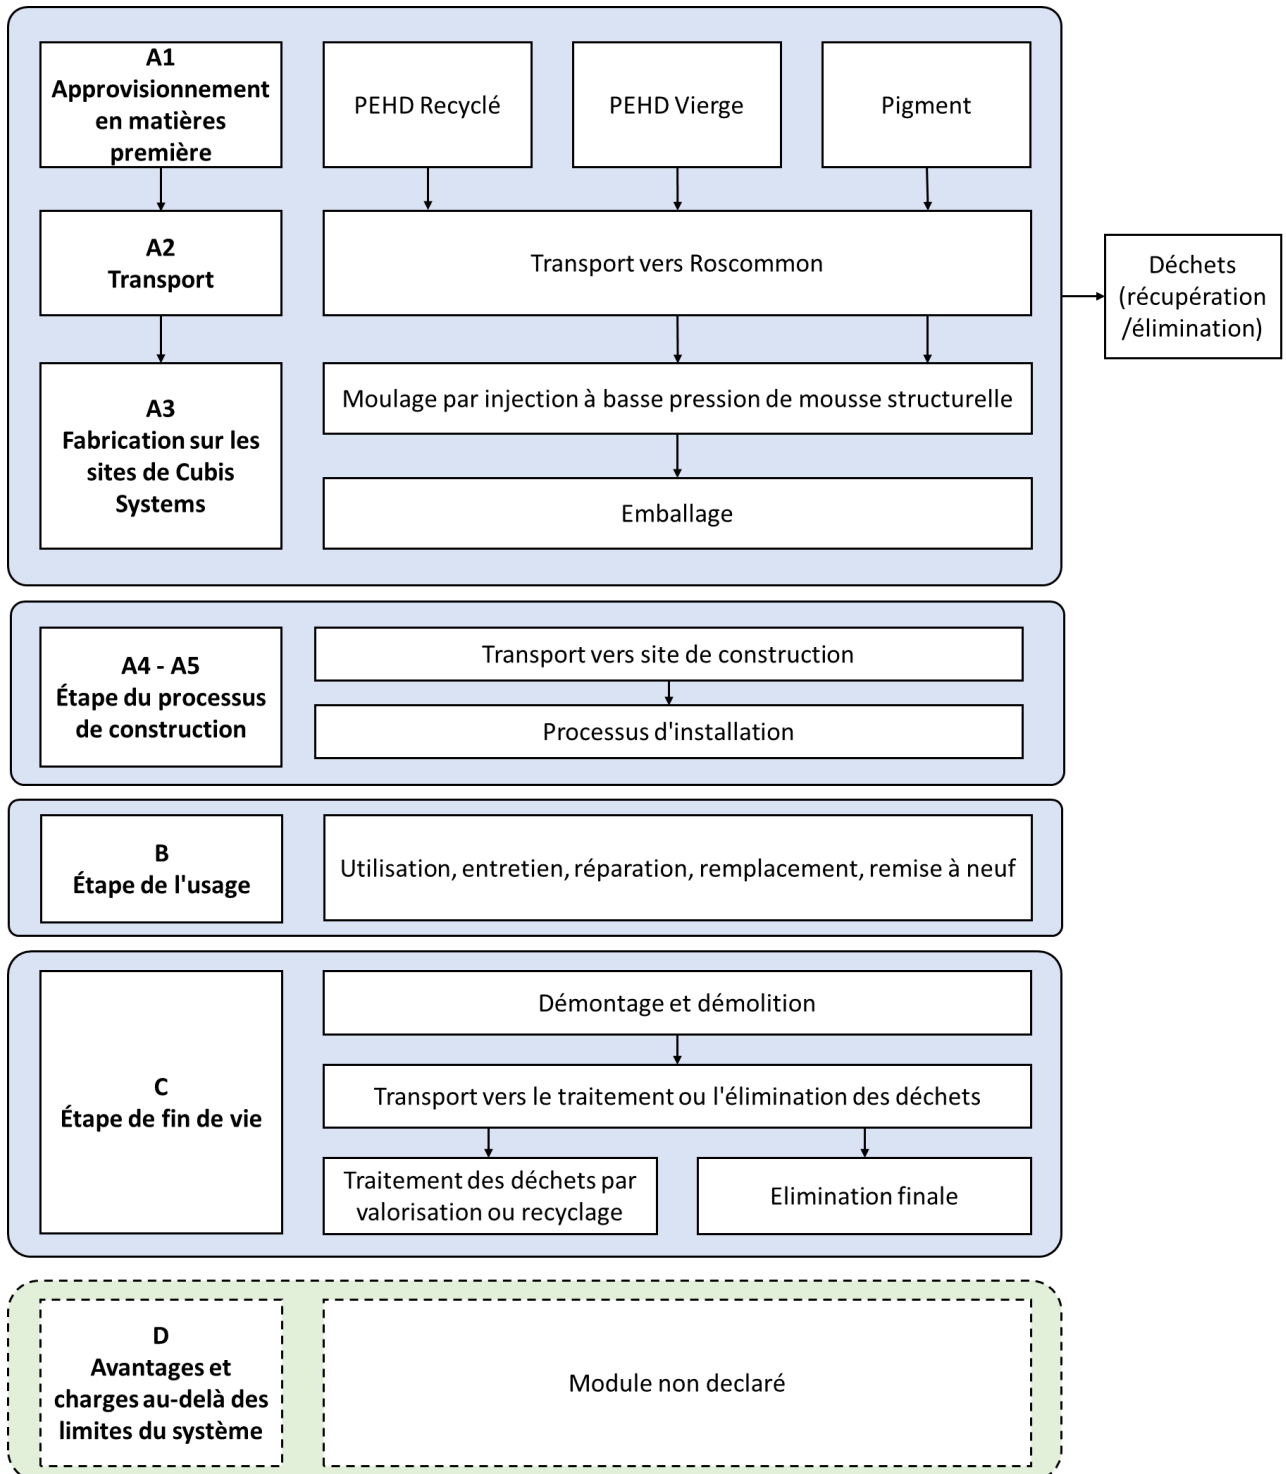 A1
Approvisionnement
en matières
première
PEHD Recyclé
PEHD Vierge
Pigment
A2
Transport
Transport vers Roscommon
Déchets
(récupération
/élimination)
A3
Fabrication sur les
sites de Cubis
Systems
Moulage par injection à basse pression de mousse structurelle
Emballage
A4 - A5
Étape du processus
de construction
Transport vers site de construction
Processus d'installation
B
Étape de l'usage
Utilisation, entretien, réparation, remplacement, remise à neuf
C
Étape de fin de vie
Démontage et démolition
Transport vers le traitement ou l'élimination des déchets
Traitement des déchets par
valorisation ou recyclage
Elimination finale
D
Avantages et
charges au-delà des
limites du système
Module non declaré